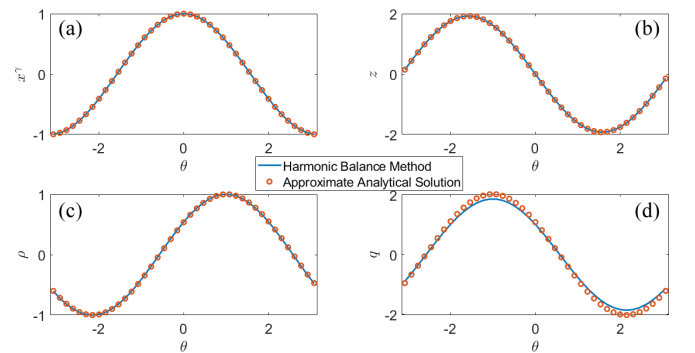 (a)
1
0
-1
x^γ
-2
0
2
θ
(b)
2
0
-2
z
-2
0
2
θ
Harmonic Balance Method
Approximate Analytical Solution
(c)
1
0
-1
ρ
-2
0
2
θ
(d)
2
0
-2
q
-2
0
2
θ